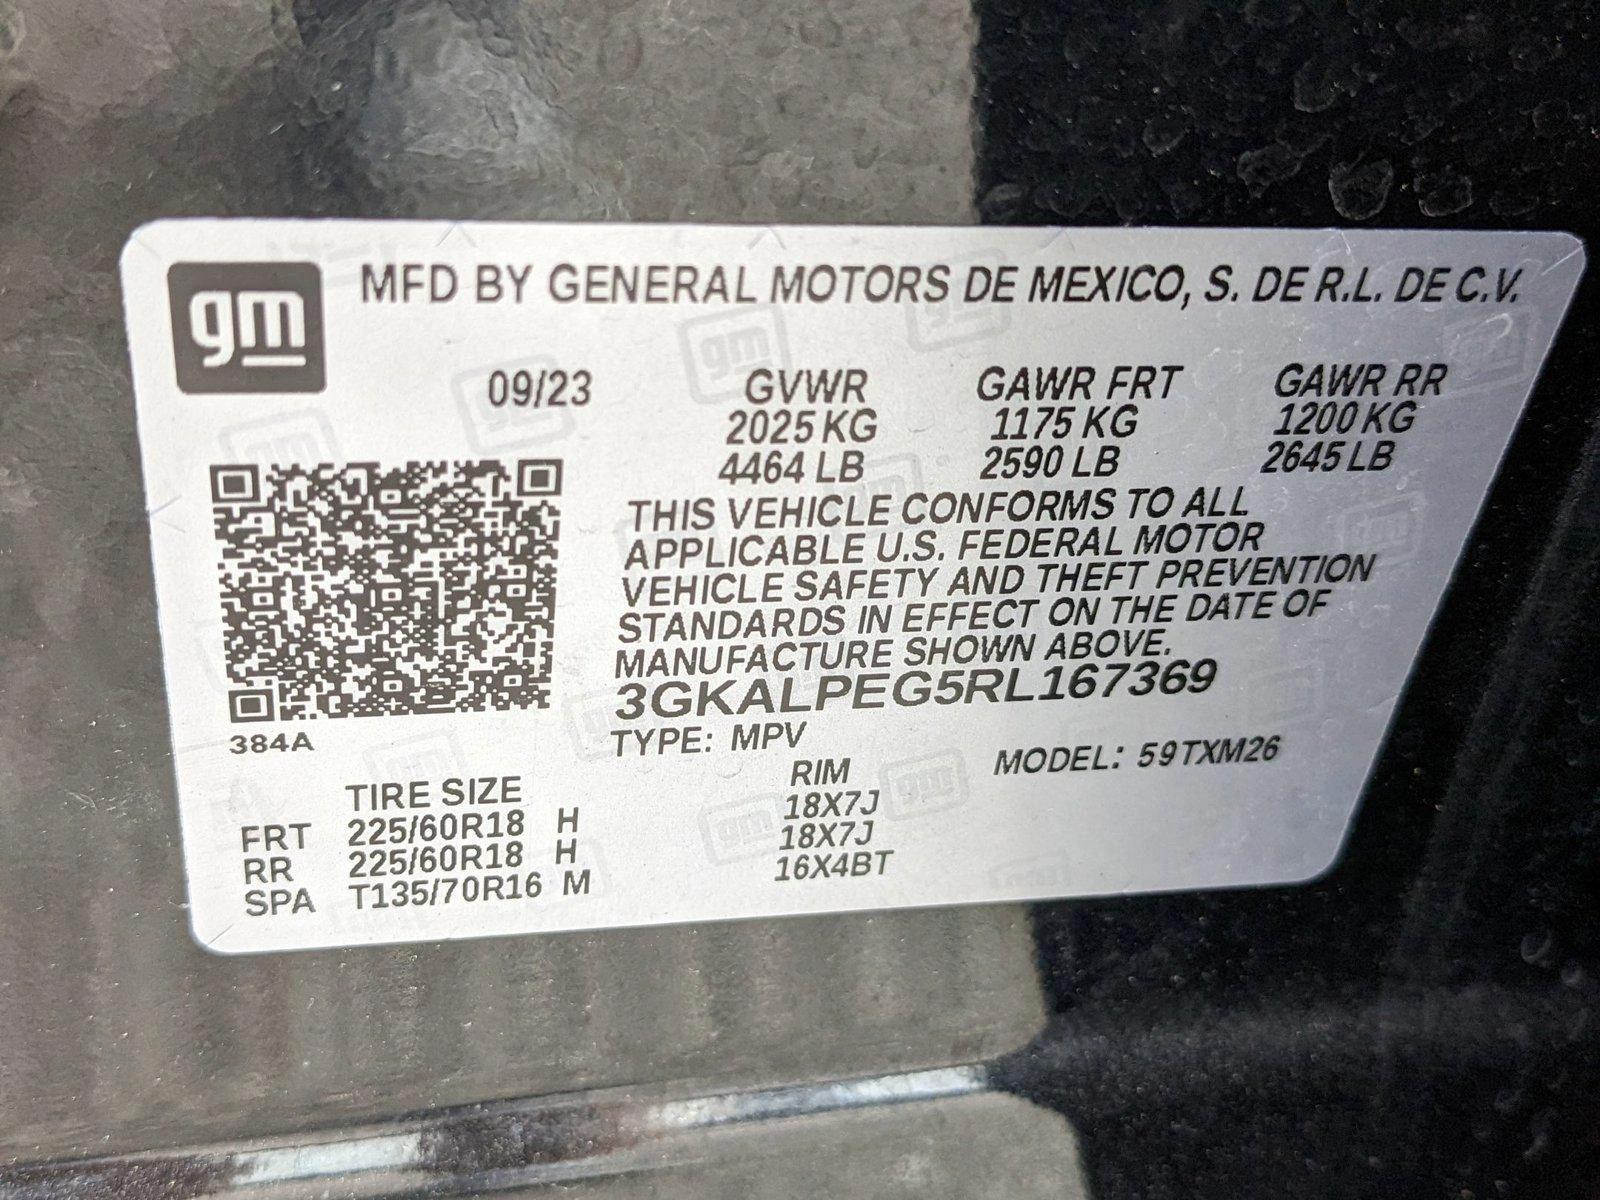 gm
MFD BY GENERAL MOTORS DE MEXICO, S. DE R.L. DE C.V.
09/23 GVWR GAWR FRT GAWR RR
2025 KG 1175 KG 1200 KG
4464 LB 2590 LB 2645 LB
THIS VEHICLE CONFORMS TO ALL
APPLICABLE U.S. FEDERAL MOTOR
VEHICLE SAFETY AND THEFT PREVENTION
STANDARDS IN EFFECT ON THE DATE OF
MANUFACTURE SHOWN ABOVE.
3GKALPEG5RL167369
384A
TYPE: MPV MODEL: 59TXM26
TIRE SIZE RIM
FRT 225/60R18 H 18X7J
RR 225/60R18 H 18X7J
SPA T135/70R16 M 16X4BT